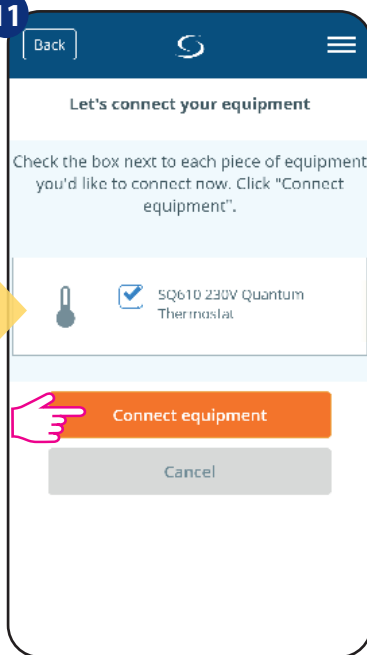 11
Back
Let's connect your equipment
Check the box next to each piece of equipment
you'd like to connect now. Click "Connect
equipment".
SQ610 230V Quantum
Thermostat
Connect equipment
Cancel